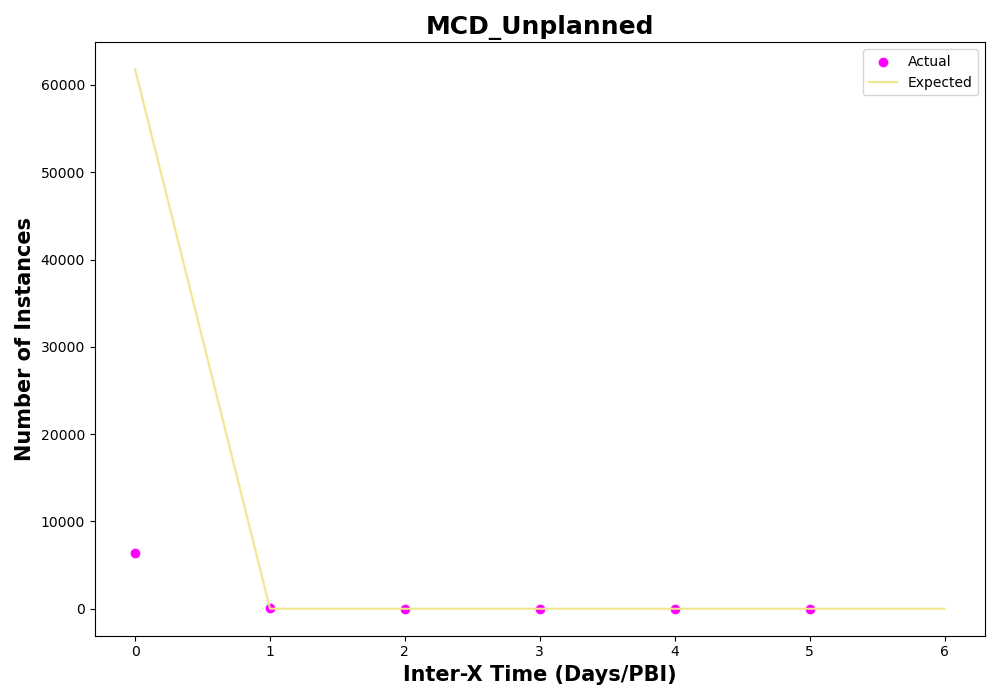 MCD_Unplanned
Actual
Expected
60000
50000
40000
30000
20000
10000
0
Number of Instances
0 1 2 3 4 5 6
Inter-X Time (Days/PBI)